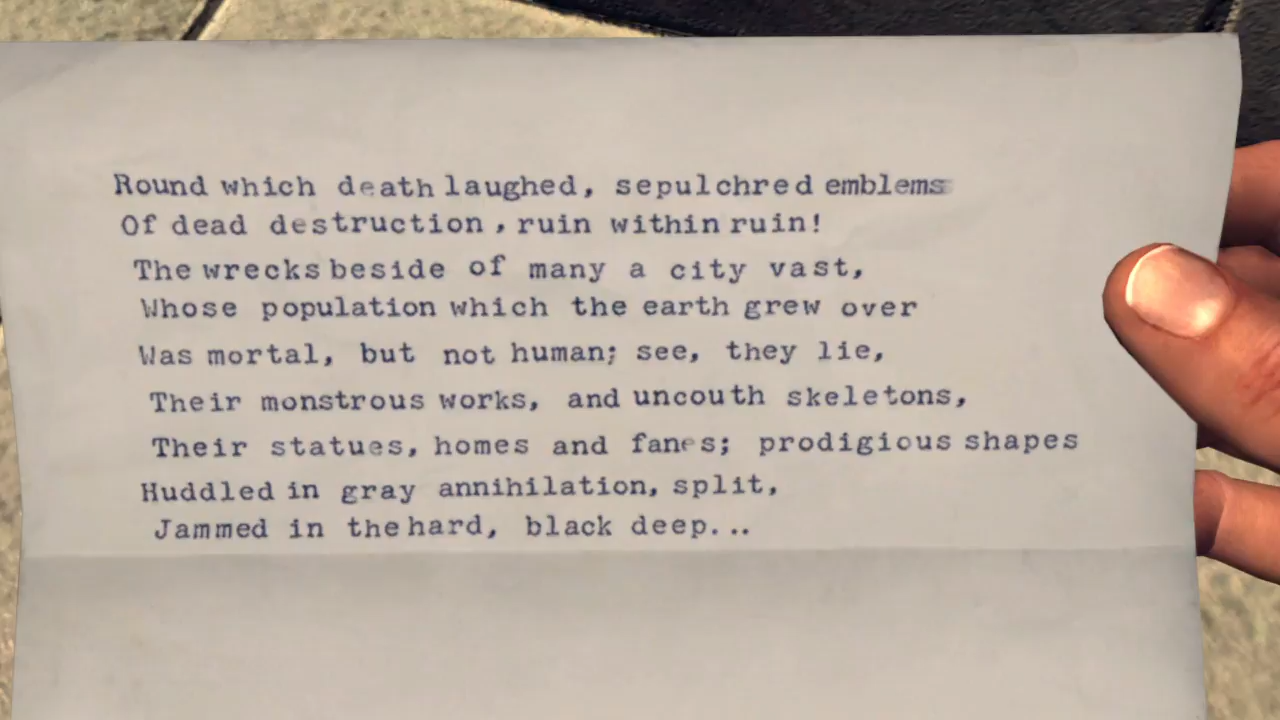 Round which death laughed, sepulchred emblems
Of dead destruction, ruin within ruin!
The wrecks beside of many a city vast,
Whose population which the earth grew over
Was mortal, but not human; see, they lie,
Their monstrous works, and uncouth skeletons,
Their statues, homes and fanes; prodigious shapes
Huddled in gray annihilation, split,
Jammed in the hard, black deep...